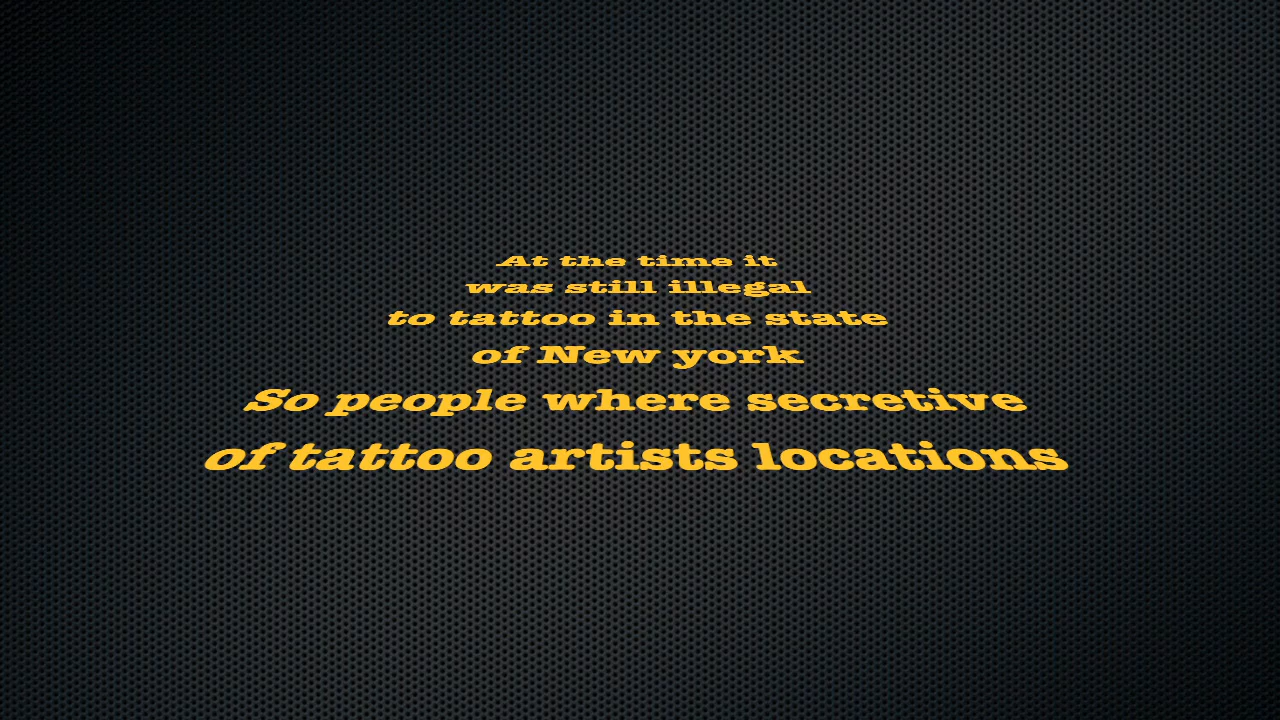 At the time it
was still illegal
to tattoo in the state
of New york
So people where secretive
of tattoo artists locations